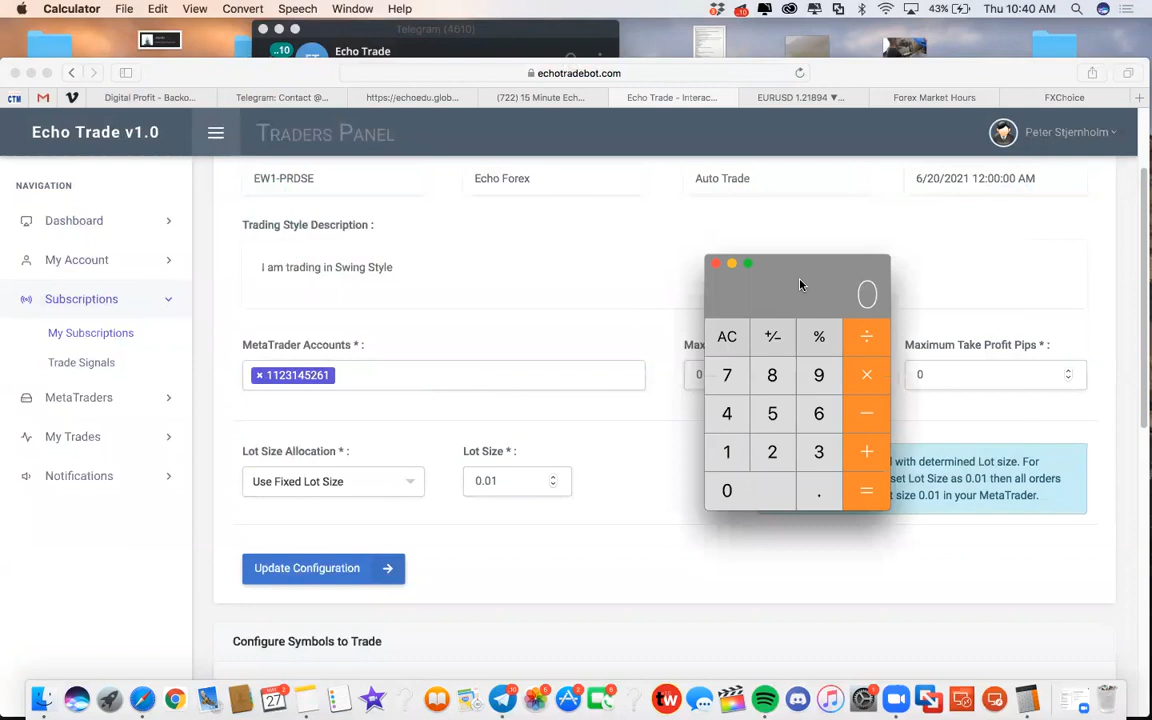 Calculator File Edit View Convert Speech Window Help 43% Thu 10:40 AM
Telegram (4610)
..10 Echo Trade
echotradebot.com
CTM Digital Profit - Backo... Telegram: Contact @... https://echoedu.glob... (722) 15 Minute Ech... Echo Trade - Interac... EURUSD 1.21894 ▼... Forex Market Hours FXChoice
Echo Trade v1.0 TRADERS PANEL Peter Stjernholm
NAVIGATION
Dashboard
My Account
Subscriptions
My Subscriptions
Trade Signals
MetaTraders
My Trades
Notifications
EW1-PRDSE Echo Forex Auto Trade 6/20/2021 12:00:00 AM
Trading Style Description :
I am trading in Swing Style
MetaTrader Accounts * : Max Maximum Take Profit Pips * :
× 1123145261 0 0
Lot Size Allocation * : Lot Size * :
Use Fixed Lot Size 0.01
with determined Lot size. For
set Lot Size as 0.01 then all orders
size 0.01 in your MetaTrader.
Update Configuration
Configure Symbols to Trade
0
AC +/− % ÷
7 8 9 ×
4 5 6 −
1 2 3 +
0 . =